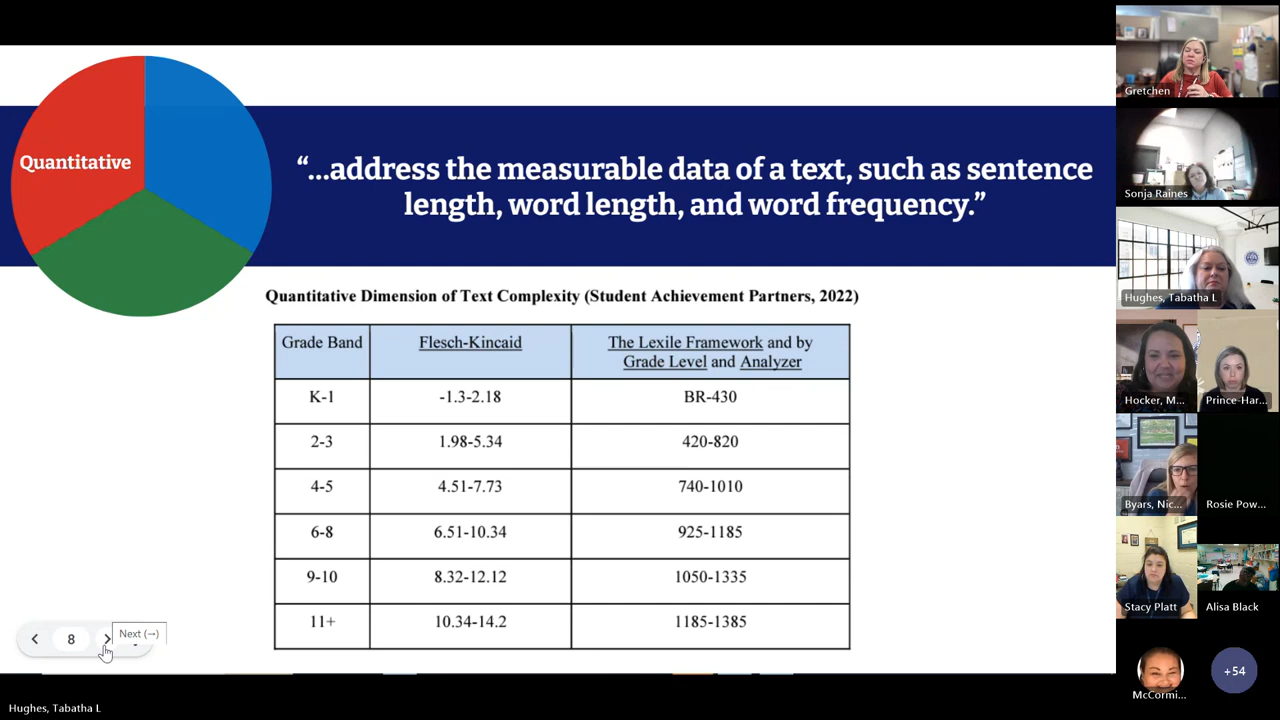 Quantitative
“...address the measurable data of a text, such as sentence
length, word length, and word frequency.”
Quantitative Dimension of Text Complexity (Student Achievement Partners, 2022)
Grade Band
Flesch-Kincaid
The Lexile Framework and by
Grade Level and Analyzer
K-1
-1.3-2.18
BR-430
2-3
1.98-5.34
420-820
4-5
4.51-7.73
740-1010
6-8
6.51-10.34
925-1185
9-10
8.32-12.12
1050-1335
11+
10.34-14.2
1185-1385
8
Next (→)
Hughes, Tabatha L
Gretchen
Sonja Raines
Hughes, Tabatha L
Hocker, M...
Prince-Har...
Byars, Nic...
Rosie Pow...
Stacy Platt
Alisa Black
McCormi...
+54